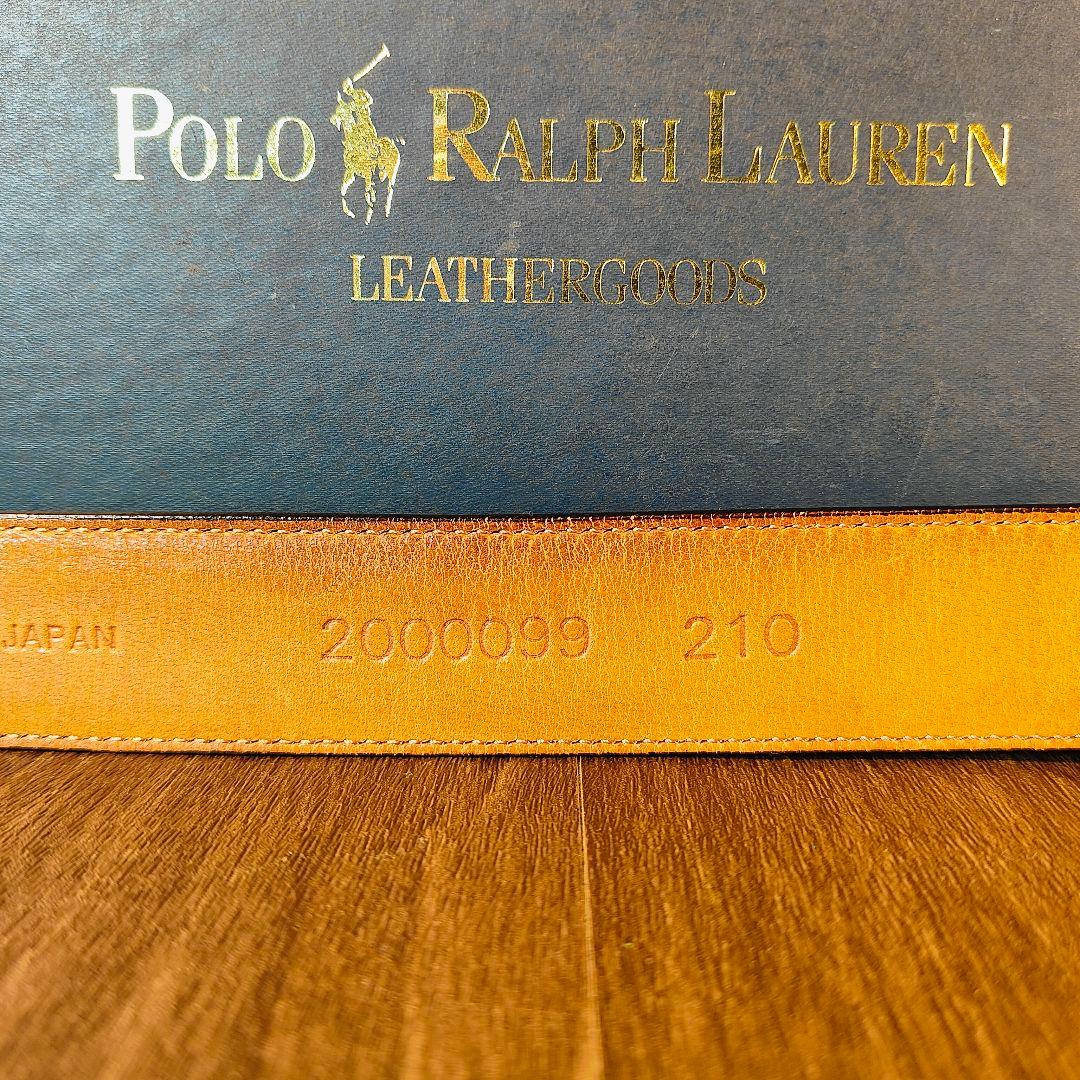 POLO RALPH LAUREN
LEATHERGOODS
JAPAN 2000099 210